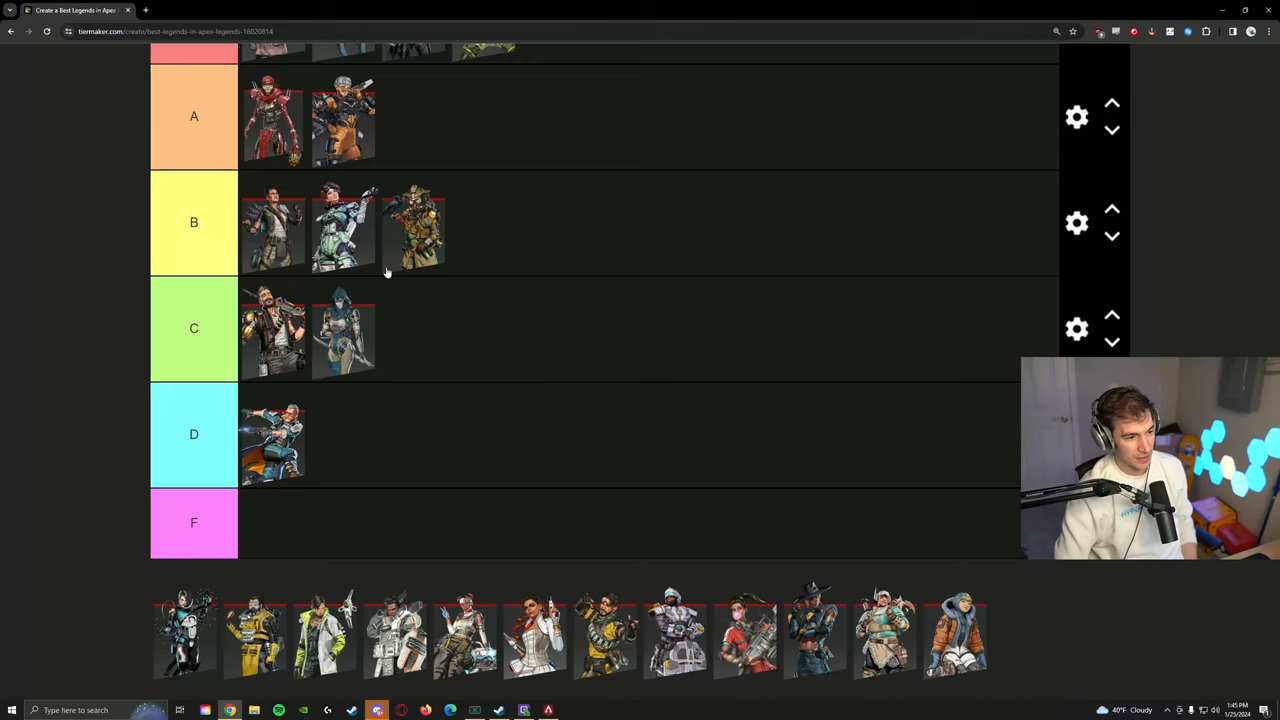 Create a Best Legends in Apex
tiermaker.com/create/best-legends-in-apex-legends-16020814
A
B
C
D
F
Type here to search
40°F Cloudy
1:45 PM
1/25/2024